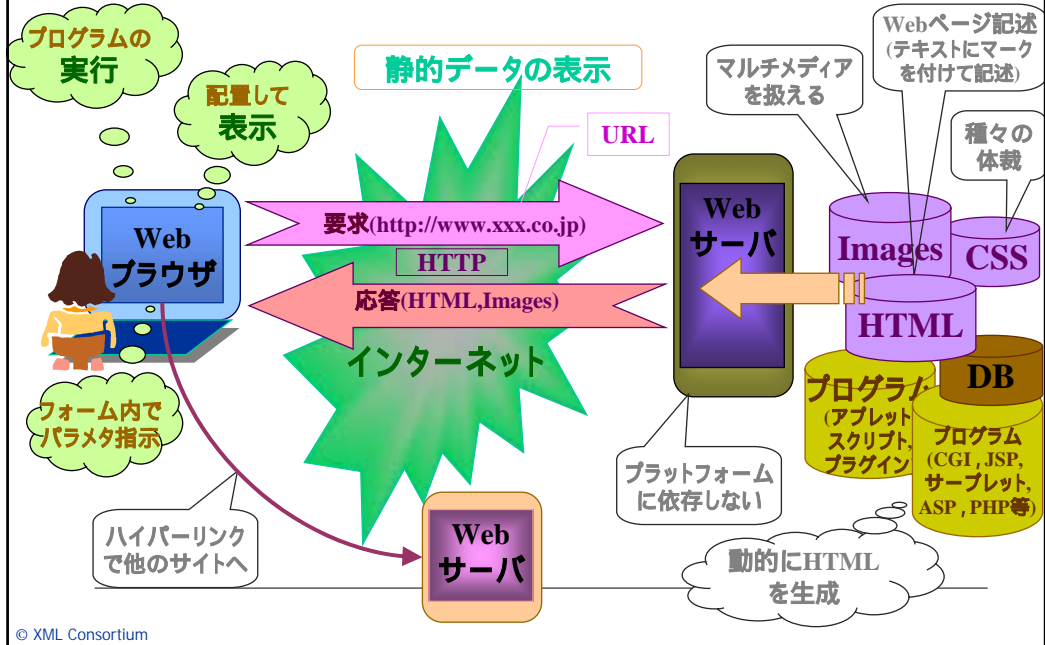 プログラムの
実行
配置して
表示
静的データの表示
URL
マルチメディア
を扱える
Webページ記述
(テキストにマーク
を付けて記述)
種々の
体裁
Web
ブラウザ
要求(http://www.xxx.co.jp)
HTTP
応答(HTML,Images)
インターネット
Web
サーバ
Images
CSS
HTML
DB
プログラム
(アプレット
スクリプト,
プラグイン
プログラム
(CGI , JSP,
サーブレット,
ASP , PHP等)
フォーム内で
パラメタ指示
プラットフォーム
に依存しない
ハイパーリンク
で他のサイトへ
Web
サーバ
動的にHTML
を生成
© XML Consortium